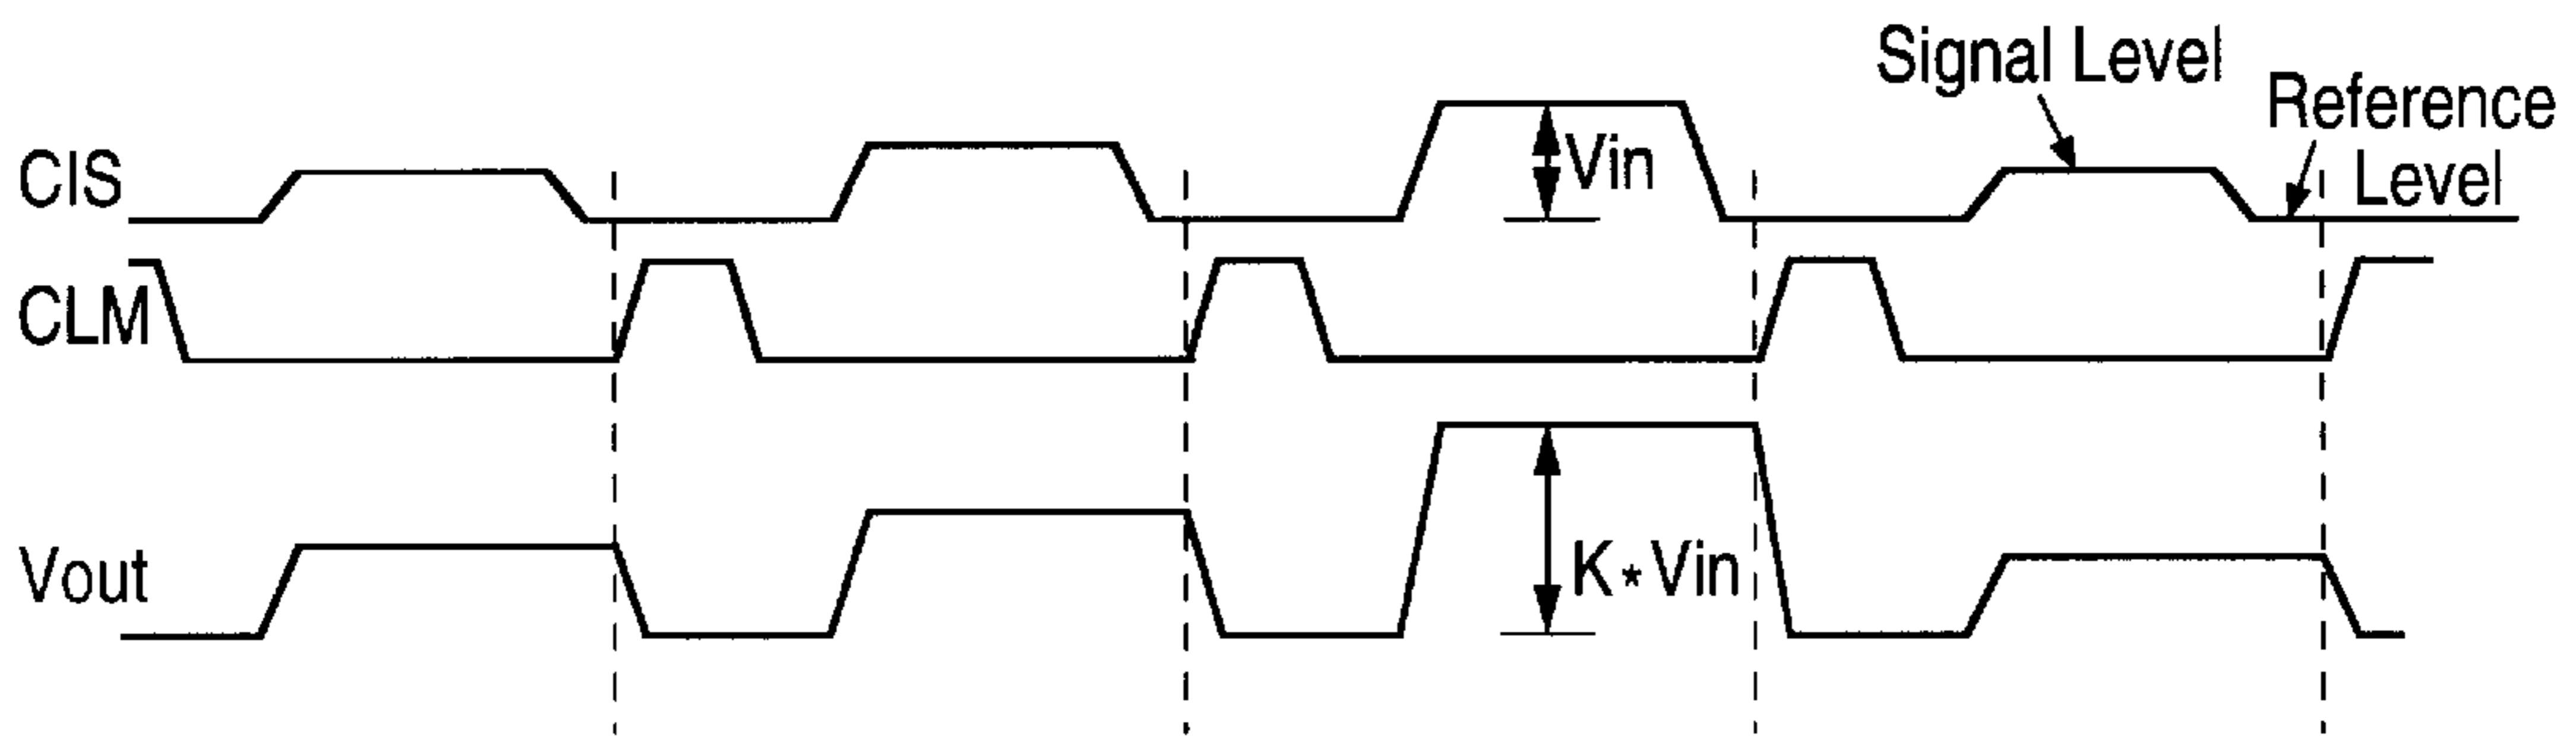 Signal Level
Reference
Level
CIS
Vin
CLM
Vout
K*Vin